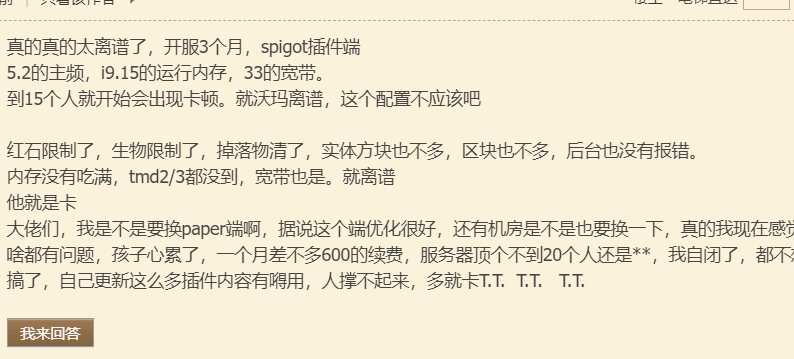 真的真的太离谱了，开服3个月，spigot插件端
5.2的主频，i9.15的运行内存，33的宽带。
到15个人就开始会出现卡顿。就沃玛离谱，这个配置不应该吧
红石限制了，生物限制了，掉落物清了，实体方块也不多，区块也不多，后台也没有报错。
内存没有吃满，tmd2/3都没到，宽带也是。就离谱
他就是卡
大佬们，我是不是要换paper端啊，据说这个端优化很好，还有机房是不是也要换一下，真的我现在感觉
啥都有问题，孩子心累了，一个月差不多600的续费，服务器顶个不到20个人还是**，我自闭了，都不想
搞了，自己更新这么多插件内容有嘚用，人撑不起来，多就卡T.T.  T.T.   T.T.
我来回答